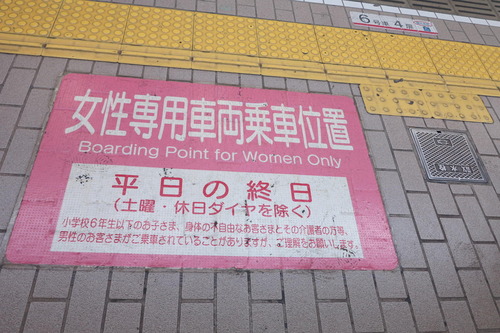 6号車4
女性専用車両乗車位置
Boarding Point for Women Only
平日の終日
(土曜・休日ダイヤを除く)
小学校6年生以下のお子さま、身体の不自由なお客さまとその介護者の方等、
男性のお客さまがご乗車されていることがありますが、ご理解をお願いします。